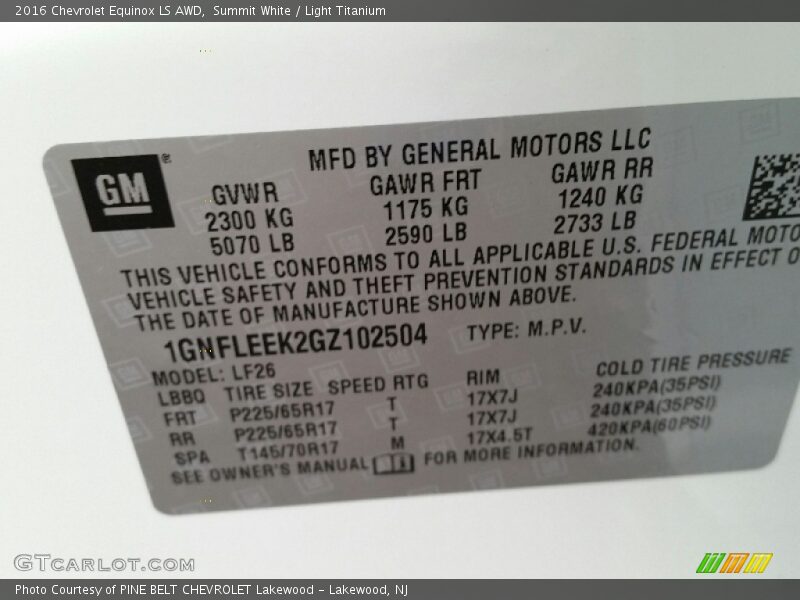 2016 Chevrolet Equinox LS AWD, Summit White / Light Titanium
GM®
MFD BY GENERAL MOTORS LLC
GVWR GAWR FRT GAWR RR
2300 KG 1175 KG 1240 KG
5070 LB 2590 LB 2733 LB
THIS VEHICLE CONFORMS TO ALL APPLICABLE U.S. FEDERAL MOTO
VEHICLE SAFETY AND THEFT PREVENTION STANDARDS IN EFFECT O
THE DATE OF MANUFACTURE SHOWN ABOVE.
1GNFLEEK2GZ102504 TYPE: M.P.V.
MODEL: LF26
LBBQ TIRE SIZE SPEED RTG RIM COLD TIRE PRESSURE
FRT P225/65R17 T 17X7J 240KPA(35PSI)
RR P225/65R17 T 17X7J 240KPA(35PSI)
SPA T145/70R17 M 17X4.5T 420KPA(60PSI)
SEE OWNER'S MANUAL FOR MORE INFORMATION.
GTCARLOT.COM
Photo Courtesy of PINE BELT CHEVROLET Lakewood - Lakewood, NJ